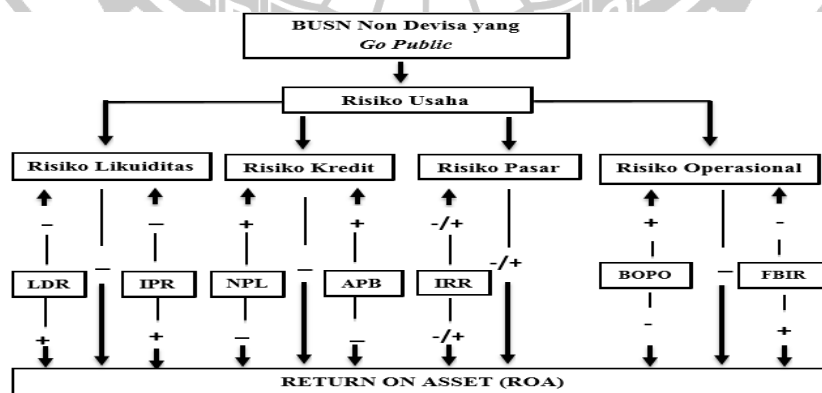 BUSN Non Devisa yang
Go Public
Risiko Usaha
Risiko Likuiditas Risiko Kredit Risiko Pasar Risiko Operasional
– – + + -/+ + -
– – -/+ –
LDR IPR NPL APB IRR BOPO FBIR
+ + – – -/+ - +
RETURN ON ASSET (ROA)